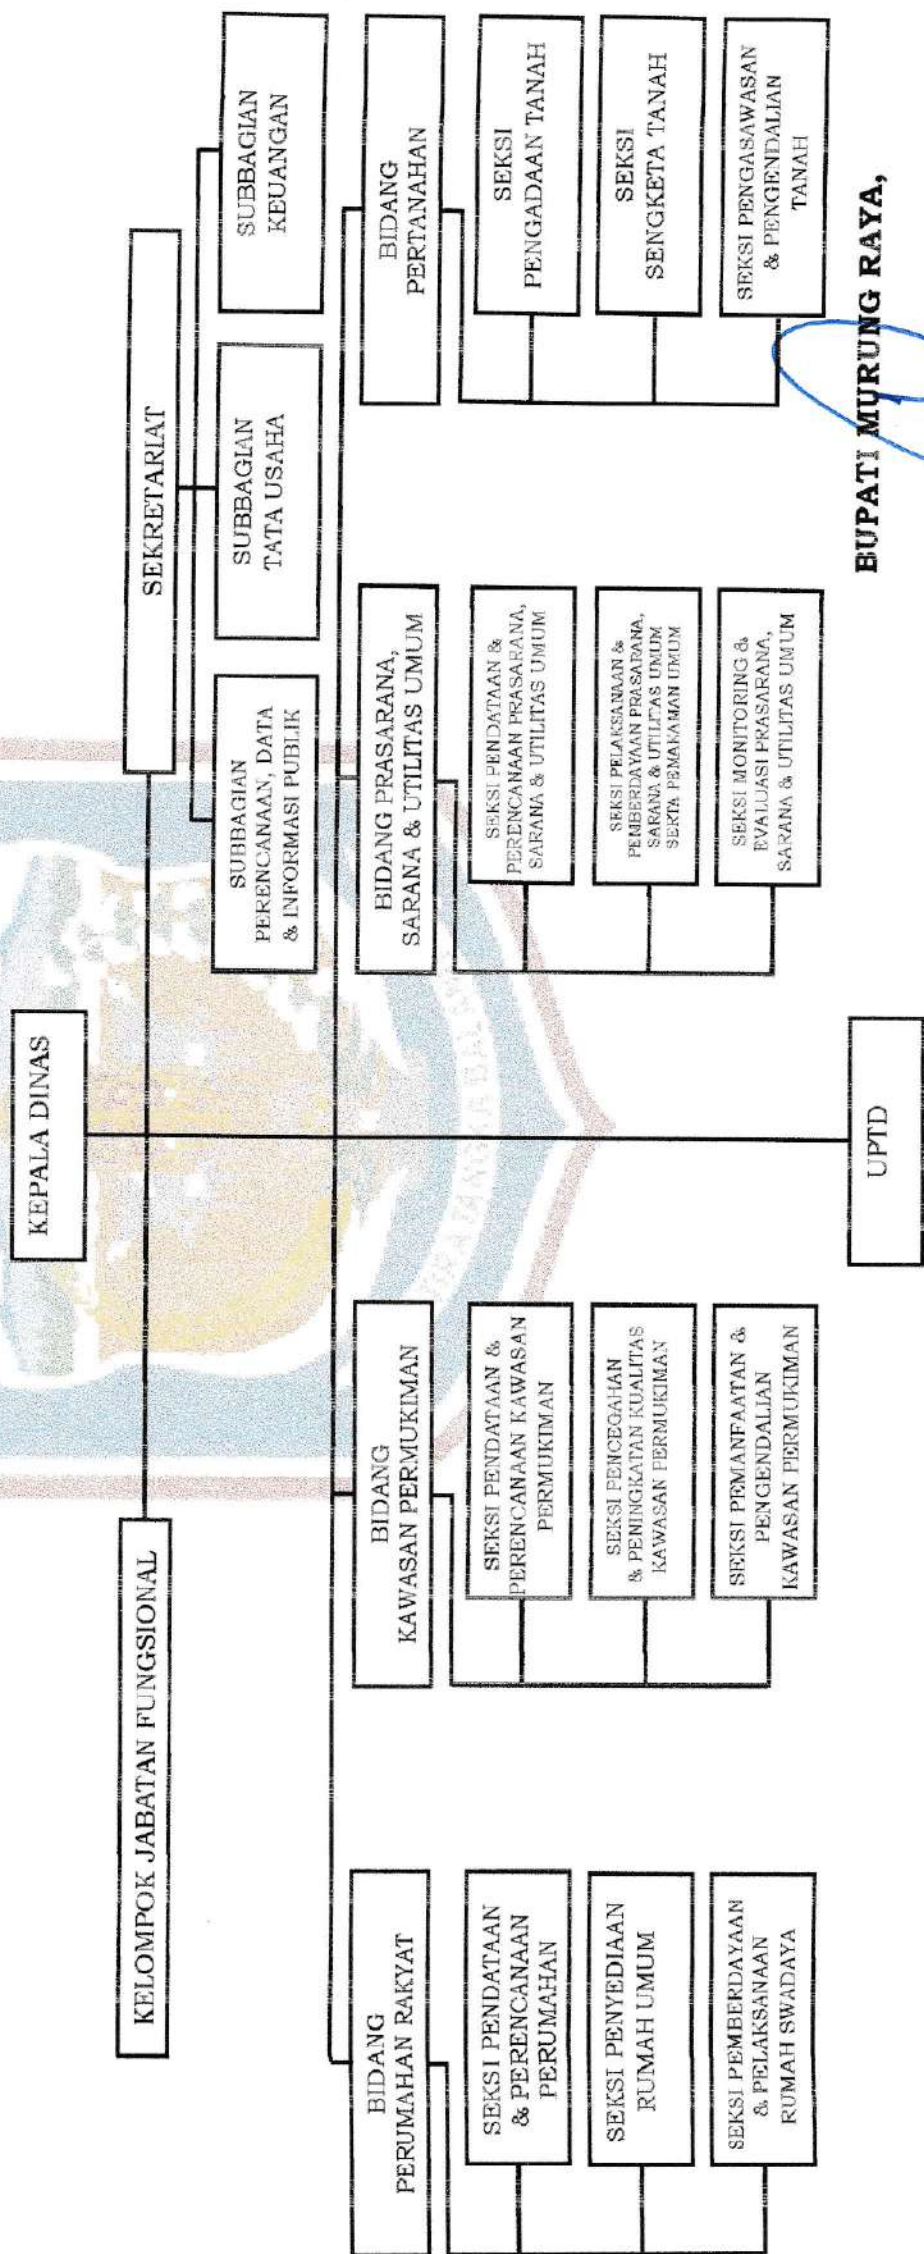 KEPALA DINAS
KELOMPOK JABATAN FUNGSIONAL
SEKRETARIAT
SUBBAGIAN
PERENCANAAN, DATA
& INFORMASI PUBLIK
SUBBAGIAN
TATA USAHA
SUBBAGIAN
KEUANGAN
BIDANG
PERUMAHAN RAKYAT
SEKSI PENDATAAN
& PERENCANAAN
PERUMAHAN
SEKSI PENYEDIAAN
RUMAH UMUM
SEKSI PEMBERDAYAAN
& PELAKSANAAN
RUMAH SWADAYA
BIDANG
KAWASAN PERMUKIMAN
SEKSI PENDATAAN &
PERENCANAAN KAWASAN
PERMUKIMAN
SEKSI PENCEGAHAN
& PENINGKATAN KUALITAS
KAWASAN PERMUKIMAN
SEKSI PEMANFAATAN &
PENGENDALIAN
KAWASAN PERMUKIMAN
BIDANG PRASARANA,
SARANA & UTILITAS UMUM
SEKSI PENDATAAN &
PERENCANAAN PRASARANA,
SARANA & UTILITAS UMUM
SEKSI PELAKSANAAN &
PEMBERDAYAAN PRASARANA,
SARANA & UTILITAS UMUM
SERTA PEMAKAMAN UMUM
SEKSI MONITORING &
EVALUASI PRASARANA,
SARANA & UTILITAS UMUM
BIDANG
PERTANAHAN
SEKSI
PENGADAAN TANAH
SEKSI
SENGKETA TANAH
SEKSI PENGASAWASAN
& PENGENDALIAN
TANAH
UPTD
BUPATI MURUNG RAYA,